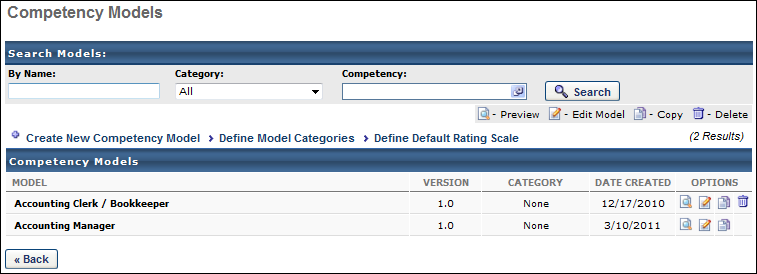 Competency Models
Search Models:
By Name: Category: Competency:
All Search
- Preview - Edit Model - Copy - Delete
Create New Competency Model Define Model Categories Define Default Rating Scale (2 Results)
Competency Models
MODEL VERSION CATEGORY DATE CREATED OPTIONS
Accounting Clerk / Bookkeeper 1.0 None 12/17/2010
Accounting Manager 1.0 None 3/10/2011
« Back